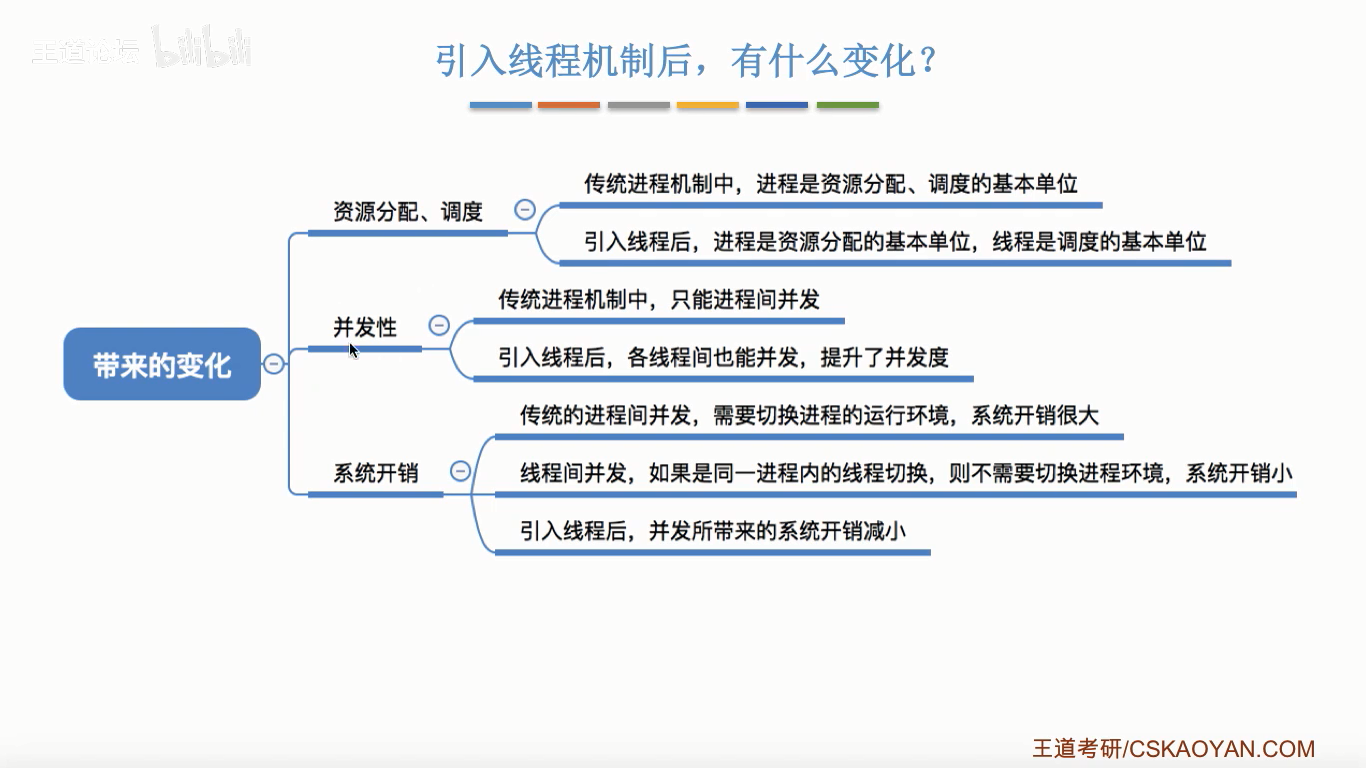 王道论坛 bilibili
引入线程机制后，有什么变化？
带来的变化
资源分配、调度
传统进程机制中，进程是资源分配、调度的基本单位
引入线程后，进程是资源分配的基本单位，线程是调度的基本单位
并发性
传统进程机制中，只能进程间并发
引入线程后，各线程间也能并发，提升了并发度
系统开销
传统的进程间并发，需要切换进程的运行环境，系统开销很大
线程间并发，如果是同一进程内的线程切换，则不需要切换进程环境，系统开销小
引入线程后，并发所带来的系统开销减小
王道考研/CSKAOYAN.COM